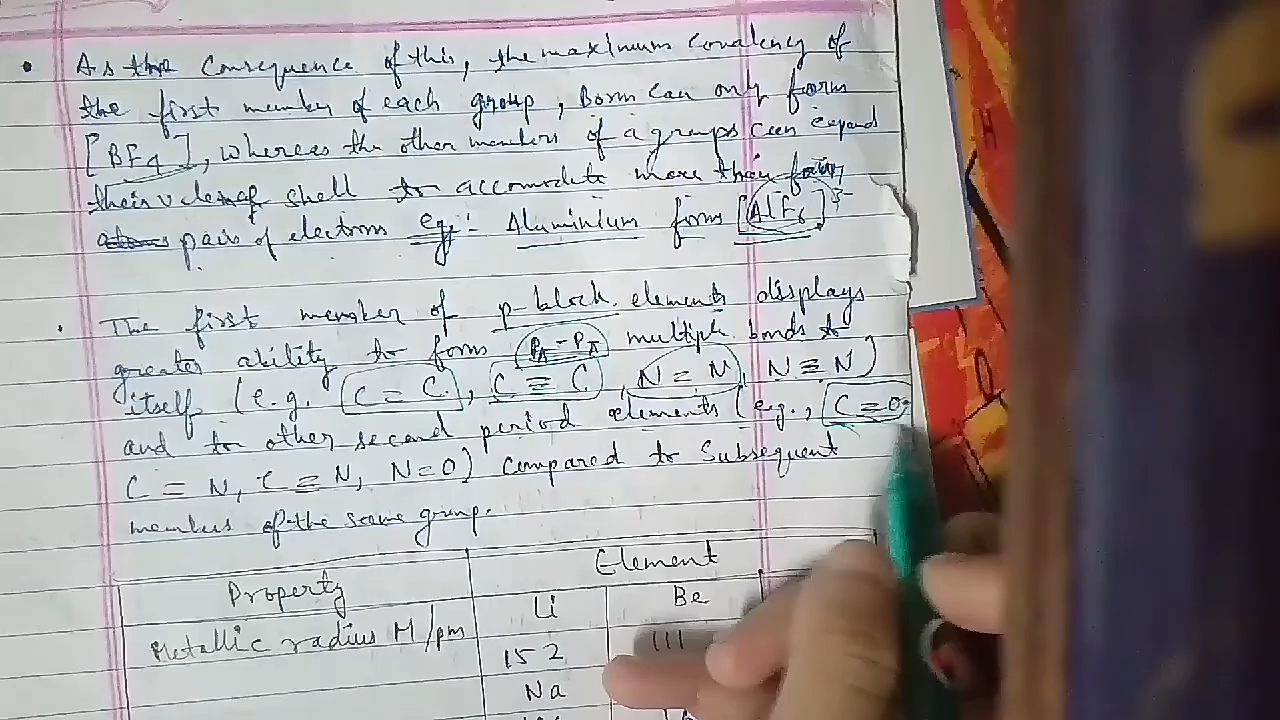 As the Consequence of this, the maximum covalency of
the first member of each group, Boron can only form
[BF4], whereas the other members of a groups can expand
their valence shell to accomodate more than four
pairs of electrons eg: Aluminium forms [AlF6]3-
The first member of p-block elements displays
greater ability to form pπ-pπ multiple bonds to
itself (e.g. C = C, C ≡ C, N = N, N ≡ N)
and to other second period elements (e.g., C = O,
C = N, C ≡ N, N=O) Compared to Subsequent
members of the same group.
Element
Property
Li Be
Metallic radius M/pm
152 111
Na